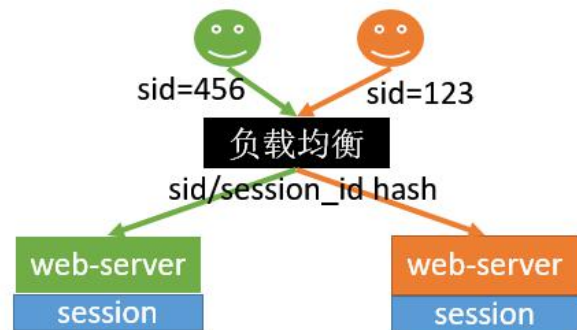 sid=456
sid=123
负载均衡
sid/session_id hash
web-server
web-server
session
session